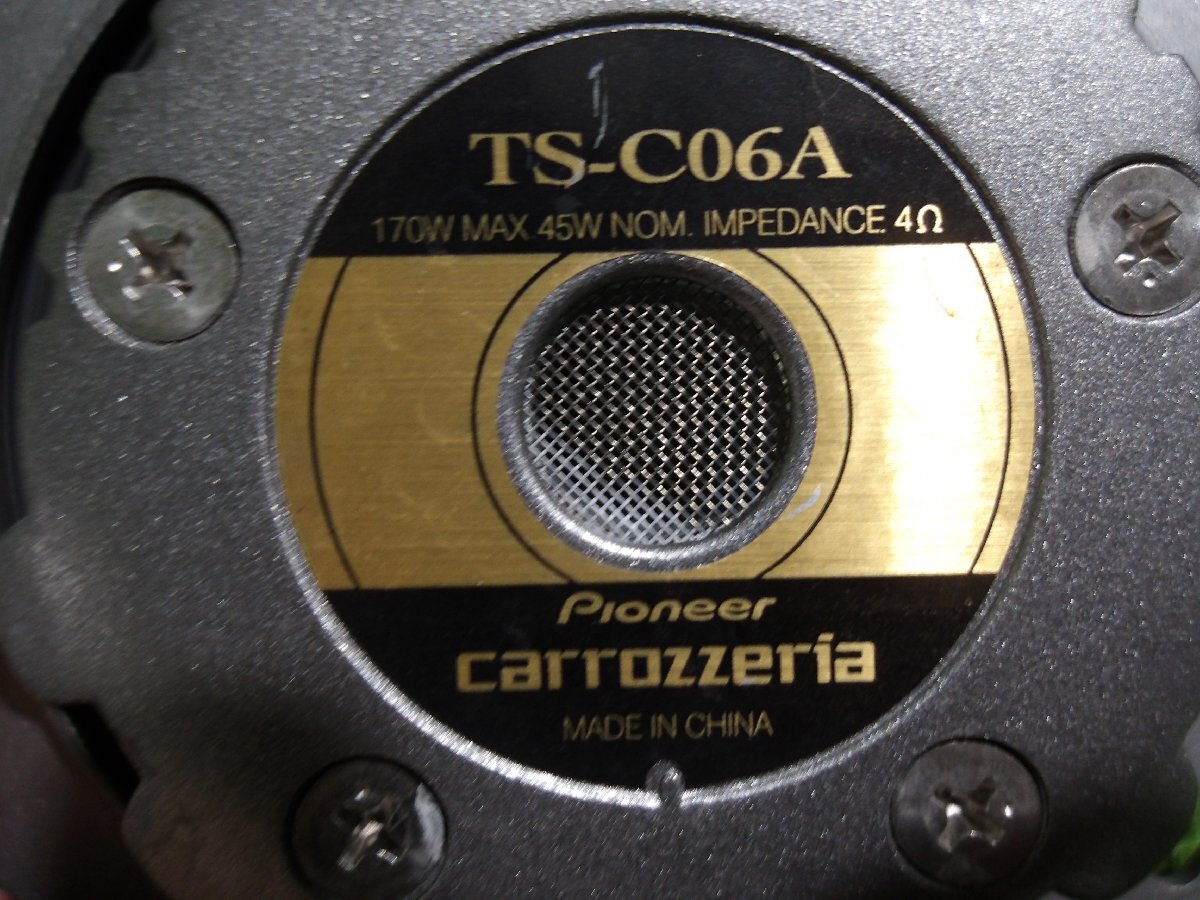 TS-C06A
170W MAX. 45W NOM. IMPEDANCE 4Ω
Pioneer
carrozzeria
MADE IN CHINA